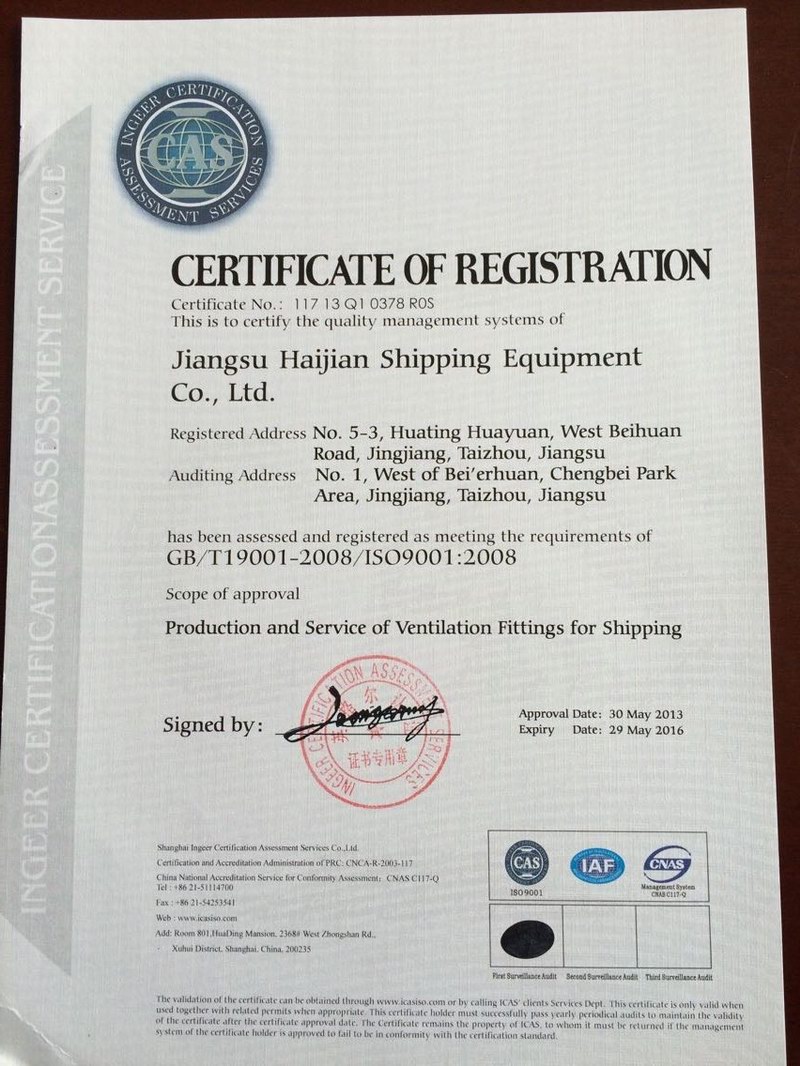 INGEER CERTIFICATION
CAS
ASSESSMENT SERVICES
INGEER CERTIFICATIONASSESSMENT SERVICE
CERTIFICATE OF REGISTRATION
Certificate No.: 117 13 Q1 0378 R0S
This is to certify the quality management systems of
Jiangsu Haijian Shipping Equipment
Co., Ltd.
Registered Address No. 5-3, Huating Huayuan, West Beihuan
Road, Jingjiang, Taizhou, Jiangsu
Auditing Address No. 1, West of Bei'erhuan, Chengbei Park
Area, Jingjiang, Taizhou, Jiangsu
has been assessed and registered as meeting the requirements of
GB/T19001-2008/ISO9001:2008
Scope of approval
Production and Service of Ventilation Fittings for Shipping
Signed by:
INGEER CERTIFICATION ASSESSMENT SERVICES
证书专用章
Approval Date: 30 May 2013
Expiry Date: 29 May 2016
Shanghai Ingeer Certification Assessment Services Co.,Ltd.
Certification and Accreditation Administration of PRC: CNCA-R-2003-117
China National Accreditation Service for Conformity Assessment: CNAS C117-Q
Tel : +86 21-51114700
Fax : +86 21-54253541
Web : www.icasiso.com
Add: Room 801,HuaDing Mansion, 2368# West Zhongshan Rd.,
Xuhui District, Shanghai, China, 200235
CAS
ISO 9001
IAF
CNAS
Management System
CNAS C117-Q
First Surveillance Audit Second Surveillance Audit Third Surveillance Audit
The validation of the certificate can be obtained through www.icasiso.com or by calling ICAS' clients Services Dept. This certificate is only valid when
used together with related permits when appropriate. This certificate holder must successfully pass yearly periodical audits to maintain the validity
of the certificate after the certificate approval date. The Certificate remains the property of ICAS, to whom it must be returned if the management
system of the certificate holder is approved to fail to be in conformity with the certification standard.